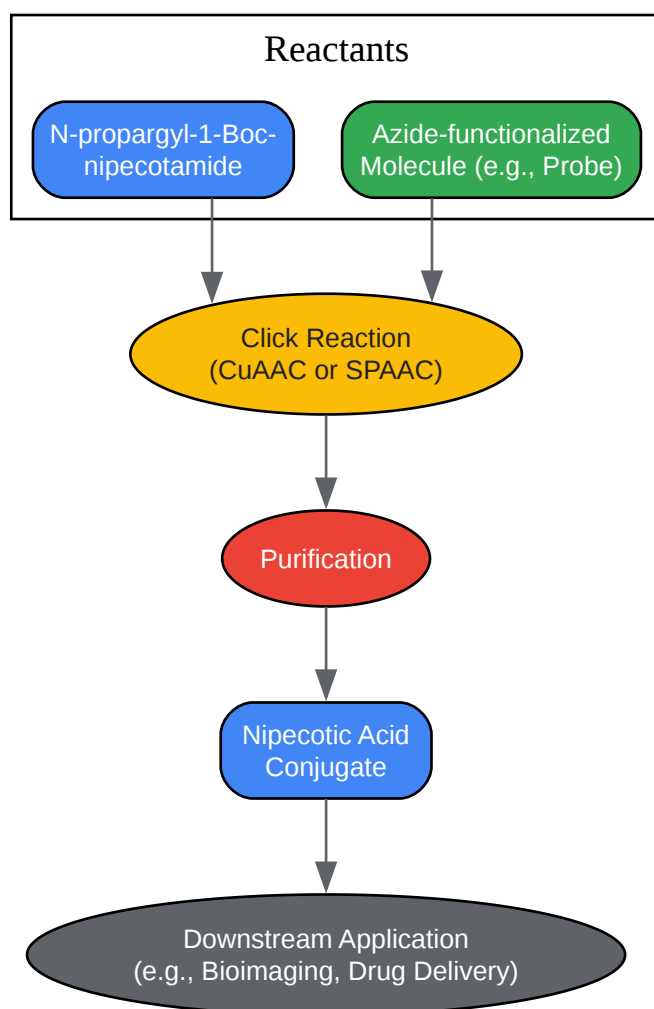 Reactants
N-propargyl-1-Boc-
nipecotamide
Azide-functionalized
Molecule (e.g., Probe)
Click Reaction
(CuAAC or SPAAC)
Purification
Nipecotic Acid
Conjugate
Downstream Application
(e.g., Bioimaging, Drug Delivery)